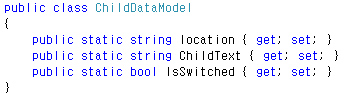 public class ChildDataModel
{
    public static string location { get; set; }
    public static string ChildText { get; set; }
    public static bool IsSwitched { get; set; }
}